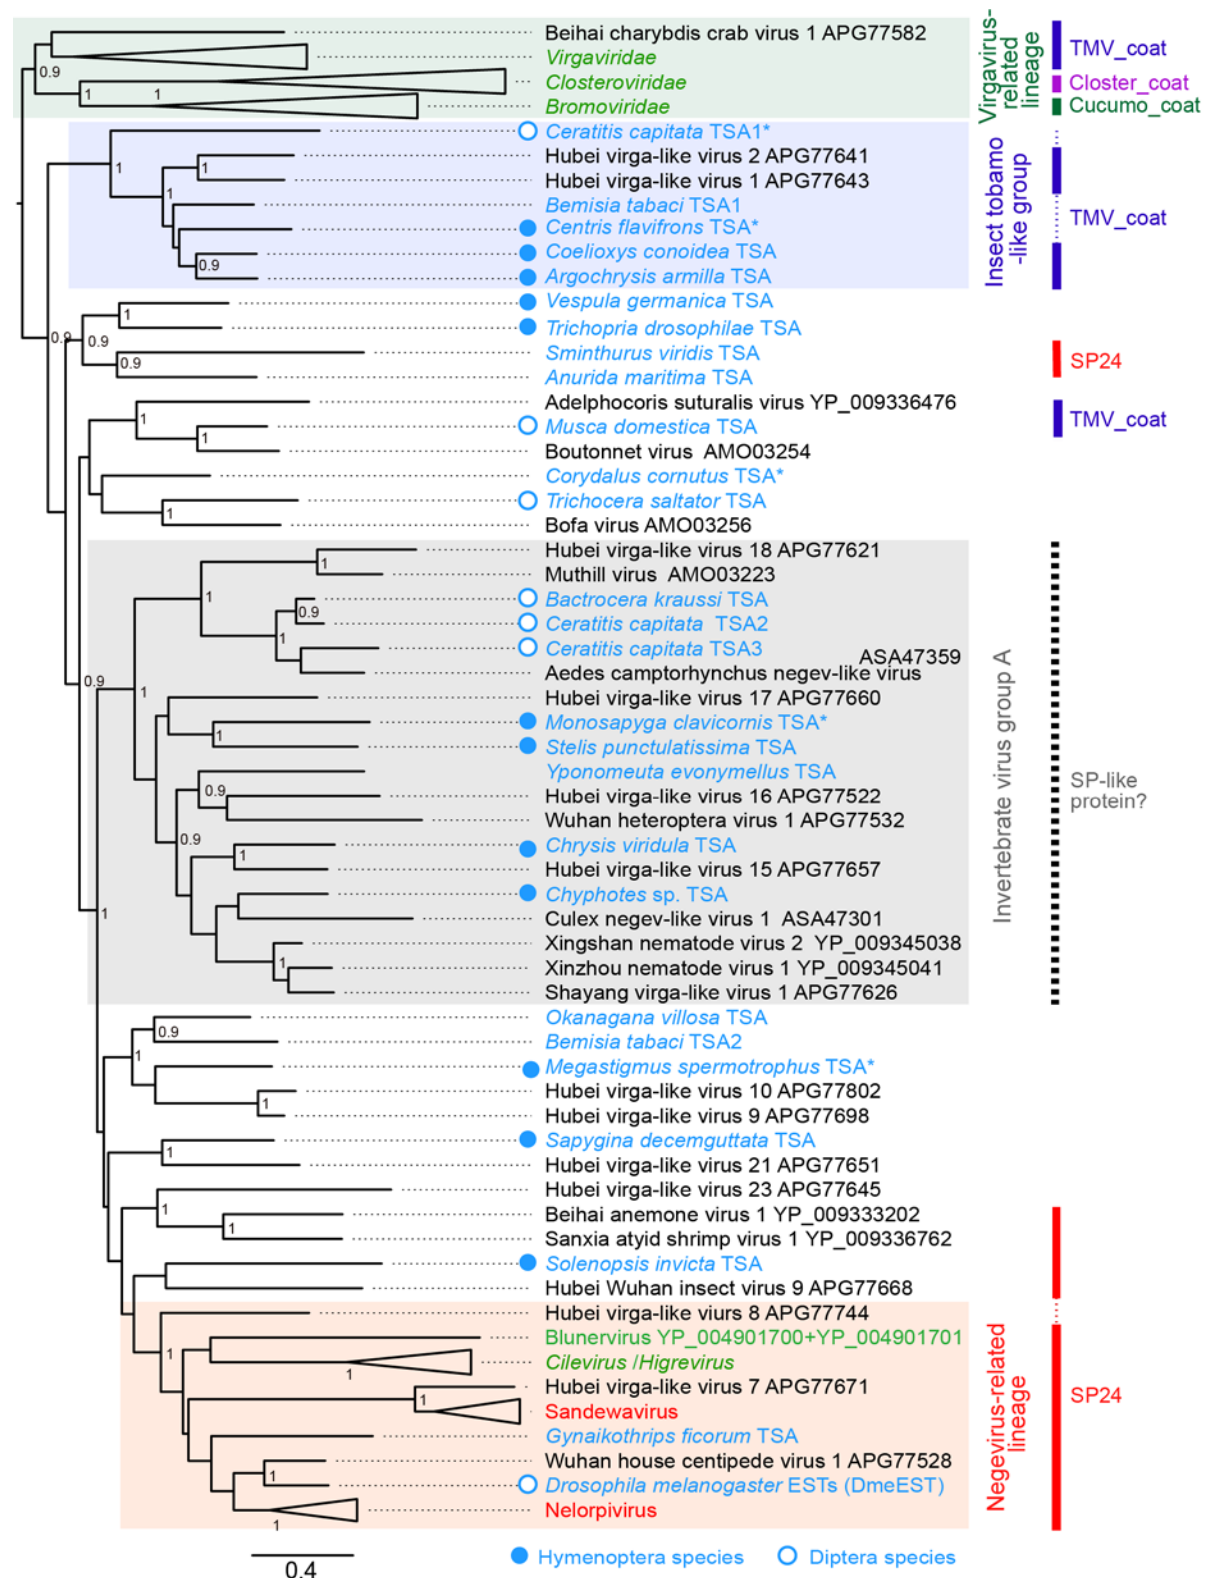 Beihai charybdis crab virus 1 APG77582
Virgaviridae
Closteroviridae
Bromoviridae
0.9
1
1
Virgavirus-
related
lineage
TMV_coat
Closter_coat
Cucumo_coat
Ceratitis capitata TSA1*
Hubei virga-like virus 2 APG77641
Hubei virga-like virus 1 APG77643
Bemisia tabaci TSA1
Centris flavifrons TSA*
Coelioxys conoidea TSA
Argochrysis armilla TSA
1
1
1
0.9
Insect tobamo
-like group
TMV_coat
Vespula germanica TSA
Trichopria drosophilae TSA
Sminthurus viridis TSA
Anurida maritima TSA
0.9
0.9
1
0.9
SP24
Adelphocoris suturalis virus YP_009336476
Musca domestica TSA
Boutonnet virus AMO03254
Corydalus cornutus TSA*
Trichocera saltator TSA
Bofa virus AMO03256
1
1
1
TMV_coat
Hubei virga-like virus 18 APG77621
Muthill virus AMO03223
Bactrocera kraussi TSA
Ceratitis capitata TSA2
Ceratitis capitata TSA3
ASA47359
Aedes camptorhynchus negev-like virus
Hubei virga-like virus 17 APG77660
Monosapyga clavicornis TSA*
Stelis punctulatissima TSA
Yponomeuta evonymellus TSA
Hubei virga-like virus 16 APG77522
Wuhan heteroptera virus 1 APG77532
Chrysis viridula TSA
Hubei virga-like virus 15 APG77657
Chyphotes sp. TSA
Culex negev-like virus 1 ASA47301
Xingshan nematode virus 2 YP_009345038
Xinzhou nematode virus 1 YP_009345041
Shayang virga-like virus 1 APG77626
1
1
0.9
1
0.9
1
1
0.9
0.9
1
1
1
Invertebrate virus group A
SP-like
protein?
Okanagana villosa TSA
Bemisia tabaci TSA2
Megastigmus spermotrophus TSA*
Hubei virga-like virus 10 APG77802
Hubei virga-like virus 9 APG77698
Sapygina decemguttata TSA
Hubei virga-like virus 21 APG77651
Hubei virga-like virus 23 APG77645
Beihai anemone virus 1 YP_009333202
Sanxia atyid shrimp virus 1 YP_009336762
Solenopsis invicta TSA
Hubei Wuhan insect virus 9 APG77668
0.9
1
1
1
1
1
Hubei virga-like viurs 8 APG77744
Blunervirus YP_004901700+YP_004901701
Cilevirus /Higrevirus
Hubei virga-like virus 7 APG77671
Sandewavirus
Gynaikothrips ficorum TSA
Wuhan house centipede virus 1 APG77528
Drosophila melanogaster ESTs (DmeEST)
Nelorpivirus
1
1
1
1
1
Negevirus-related
lineage
SP24
0.4
Hymenoptera species
Diptera species